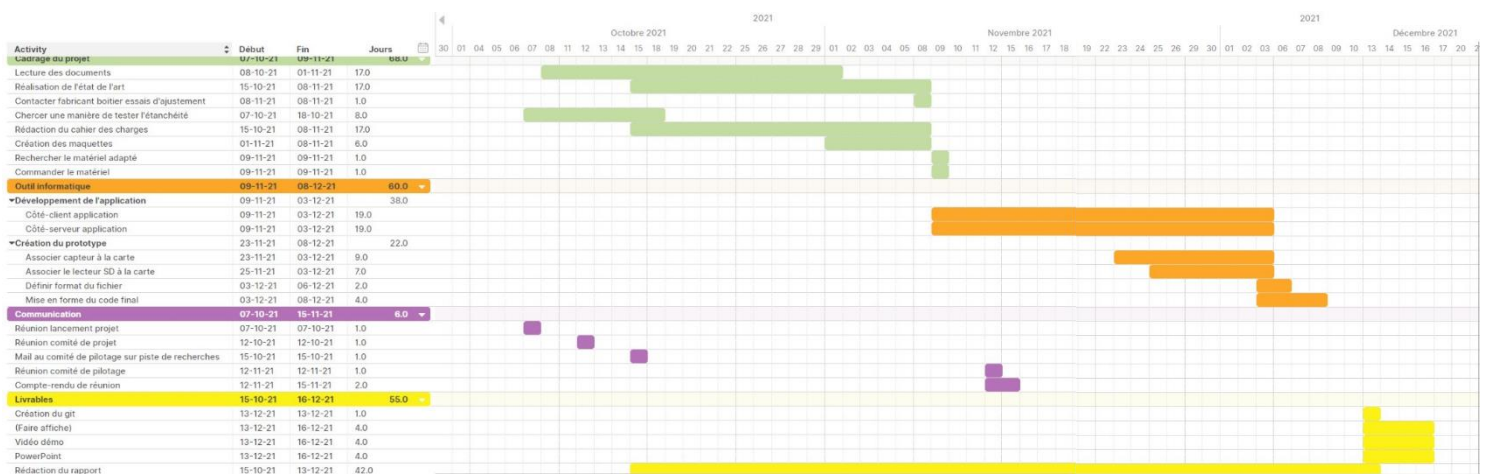 2021 2021
Octobre 2021 Novembre 2021 Décembre 2021
Activity Début Fin Jours 30 01 04 05 06 07 08 11 12 13 14 15 18 19 20 21 22 25 26 27 28 29 01 02 03 04 05 08 09 10 11 12 15 16 17 18 19 22 23 24 25 26 29 30 01 02 03 06 07 08 09 10 13 14 15 16 17 20
Cadrage du projet 07-10-21 09-11-21 68.0
Lecture des documents 08-10-21 01-11-21 17.0
Réalisation de l'état de l'art 15-10-21 08-11-21 17.0
Contacter fabricant boitier essais d'ajustement 08-11-21 08-11-21 1.0
Chercer une manière de tester l'étanchéité 07-10-21 18-10-21 8.0
Rédaction du cahier des charges 15-10-21 08-11-21 17.0
Création des maquettes 01-11-21 08-11-21 6.0
Rechercher le matériel adapté 09-11-21 09-11-21 1.0
Commander le matériel 09-11-21 09-11-21 1.0
Outil informatique 09-11-21 08-12-21 60.0
Développement de l'application 09-11-21 03-12-21 38.0
Côté-client application 09-11-21 03-12-21 19.0
Côté-serveur application 09-11-21 03-12-21 19.0
Création du prototype 23-11-21 08-12-21 22.0
Associer capteur à la carte 23-11-21 03-12-21 9.0
Associer le lecteur SD à la carte 25-11-21 03-12-21 7.0
Définir format du fichier 03-12-21 06-12-21 2.0
Mise en forme du code final 03-12-21 08-12-21 4.0
Communication 07-10-21 15-11-21 6.0
Réunion lancement projet 07-10-21 07-10-21 1.0
Réunion comité de projet 12-10-21 12-10-21 1.0
Mail au comité de pilotage sur piste de recherches 15-10-21 15-10-21 1.0
Réunion comité de pilotage 12-11-21 12-11-21 1.0
Compte-rendu de réunion 12-11-21 15-11-21 2.0
Livrables 15-10-21 16-12-21 55.0
Création du git 13-12-21 13-12-21 1.0
(Faire affiche) 13-12-21 16-12-21 4.0
Vidéo démo 13-12-21 16-12-21 4.0
PowerPoint 13-12-21 16-12-21 4.0
Rédaction du rapport 15-10-21 13-12-21 42.0